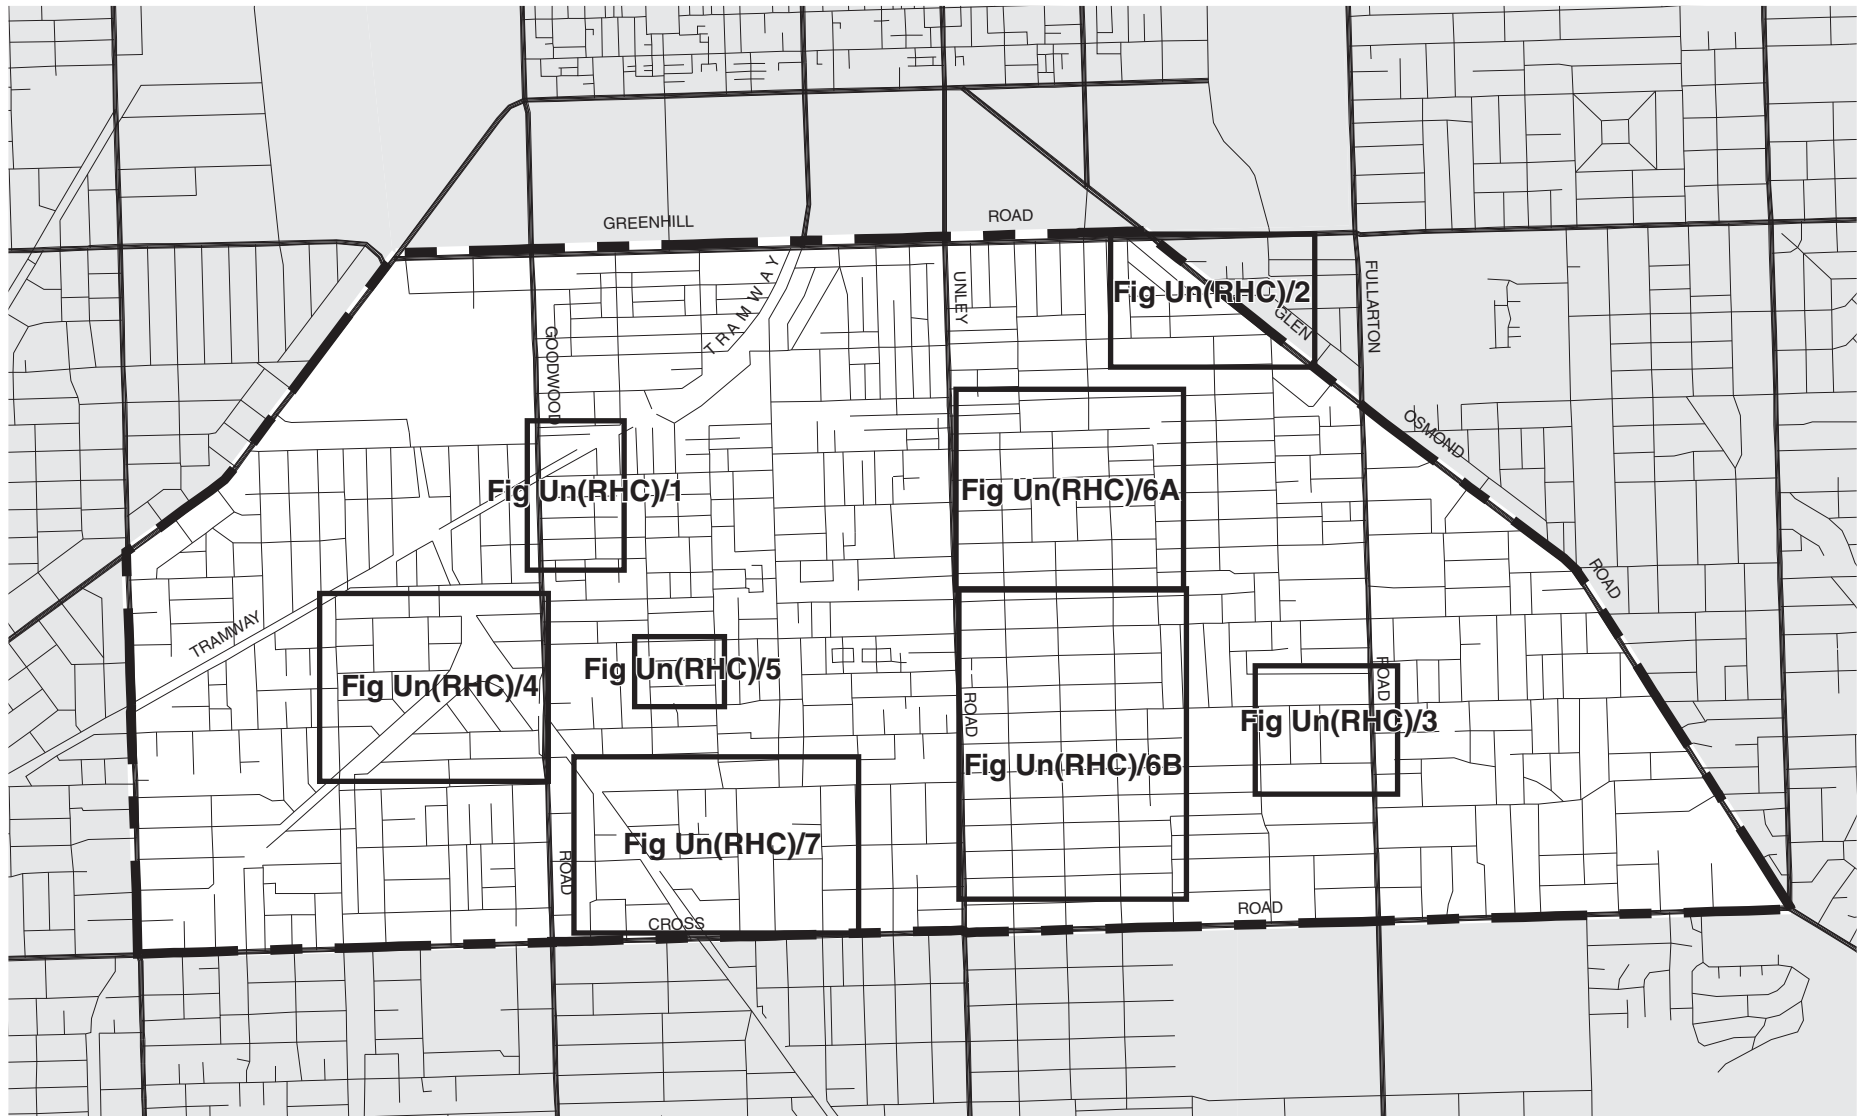 GREENHILL
ROAD
TRAMWAY
UNLEY
FULLARTON
Fig Un(RHC)/2
GLEN
GOODWOOD
OSMOND
Fig Un(RHC)/1
Fig Un(RHC)/6A
ROAD
TRAMWAY
Fig Un(RHC)/5
ROAD
Fig Un(RHC)/4
ROAD
Fig Un(RHC)/3
Fig Un(RHC)/6B
Fig Un(RHC)/7
ROAD
CROSS
ROAD